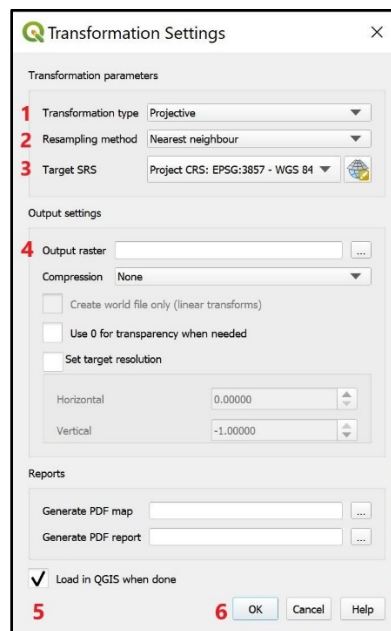 Transformation Settings
Transformation parameters
1 Transformation type Projective
2 Resampling method Nearest neighbour
3 Target SRS Project CRS: EPSG:3857 - WGS 84
Output settings
4 Output raster ...
Compression None
Create world file only (linear transforms)
Use 0 for transparency when needed
Set target resolution
Horizontal 0.00000
Vertical -1.00000
Reports
Generate PDF map ...
Generate PDF report ...
Load in QGIS when done
5 6 OK Cancel Help